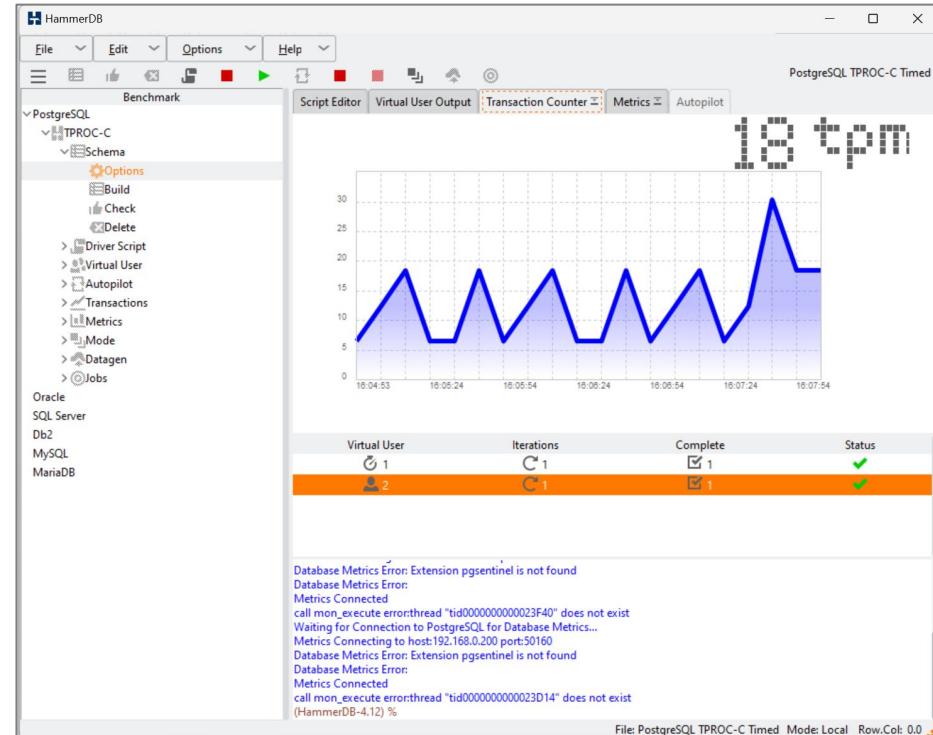 HammerDB
File Edit Options Help
PostgreSQL TPROC-C Timed
Benchmark
Script Editor Virtual User Output Transaction Counter Metrics Autopilot
PostgreSQL
TPROC-C
Schema
Options
Build
Check
Delete
Driver Script
Virtual User
Autopilot
Transactions
Metrics
Mode
Datagen
Jobs
Oracle
SQL Server
Db2
MySQL
MariaDB
18 tpm
30
25
20
15
10
5
0
16:04:53 16:05:24 16:05:54 16:06:24 16:06:54 16:07:24 16:07:54
Virtual User Iterations Complete Status
1 1 1
2 1 1
Database Metrics Error: Extension pgsentinel is not found
Database Metrics Error:
Metrics Connected
call mon_execute error:thread "tid0000000000023F40" does not exist
Waiting for Connection to PostgreSQL for Database Metrics...
Metrics Connecting to host:192.168.0.200 port:50160
Database Metrics Error: Extension pgsentinel is not found
Database Metrics Error:
Metrics Connected
call mon_execute error:thread "tid0000000000023D14" does not exist
(HammerDB-4.12) %
File: PostgreSQL TPROC-C Timed Mode: Local Row.Col: 0.0